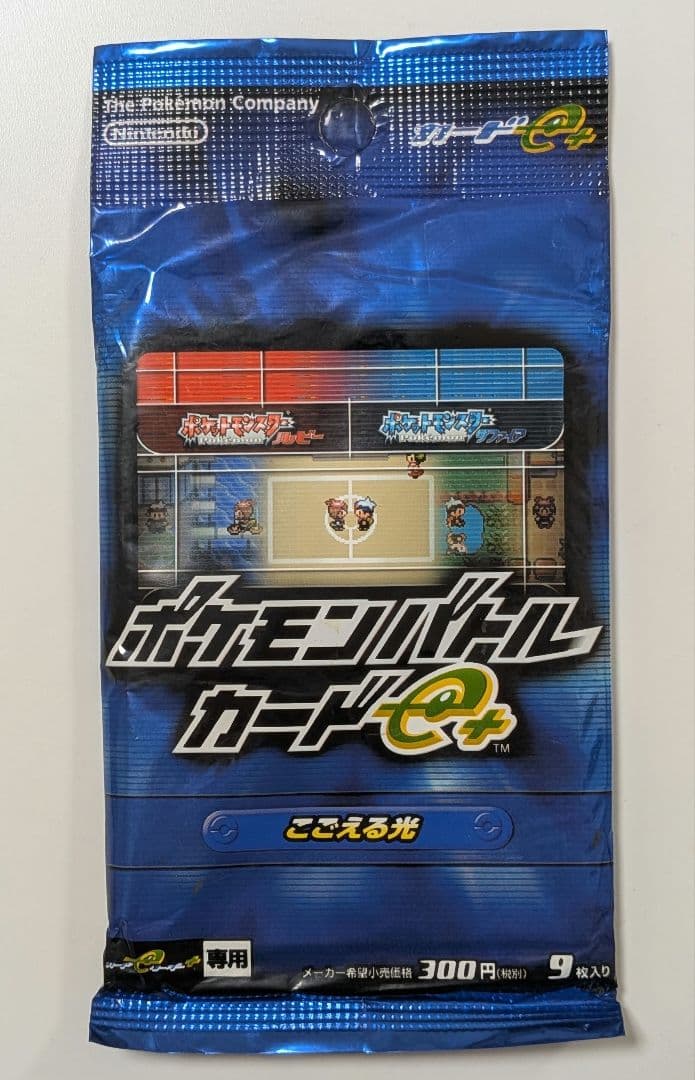 The Pokémon Company
Nintendo
カードe+
ポケットモンスター ルビー
ポケットモンスター サファイア
ポケモンバトル
カードe+ TM
こごえる光
カードeリーダー+ 専用
メーカー希望小売価格 300円(税別) 9枚入り